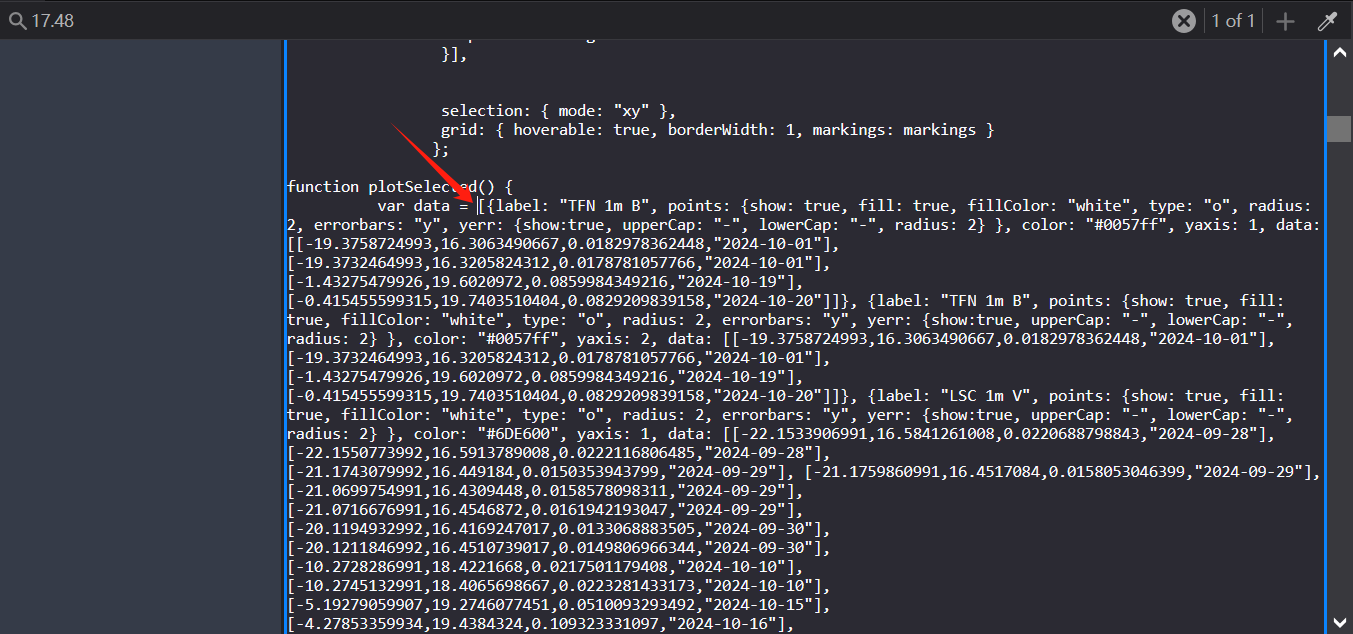 17.48
1 of 1
}],
selection: { mode: "xy" },
grid: { hoverable: true, borderWidth: 1, markings: markings }
};
function plotSelected() {
var data = [{label: "TFN 1m B", points: {show: true, fill: true, fillColor: "white", type: "o", radius:
2, errorbars: "y", yerr: {show:true, upperCap: "-", lowerCap: "-", radius: 2} }, color: "#0057ff", yaxis: 1, data:
[[-19.3758724993,16.3063490667,0.0182978362448,"2024-10-01"],
[-19.3732464993,16.3205824312,0.0178781057766,"2024-10-01"],
[-1.43275479926,19.6020972,0.0859984349216,"2024-10-19"],
[-0.415455599315,19.7403510404,0.0829209839158,"2024-10-20"]]}, {label: "TFN 1m B", points: {show: true, fill:
true, fillColor: "white", type: "o", radius: 2, errorbars: "y", yerr: {show:true, upperCap: "-", lowerCap: "-",
radius: 2} }, color: "#0057ff", yaxis: 2, data: [[-19.3758724993,16.3063490667,0.0182978362448,"2024-10-01"],
[-19.3732464993,16.3205824312,0.0178781057766,"2024-10-01"],
[-1.43275479926,19.6020972,0.0859984349216,"2024-10-19"],
[-0.415455599315,19.7403510404,0.0829209839158,"2024-10-20"]]}, {label: "LSC 1m V", points: {show: true, fill:
true, fillColor: "white", type: "o", radius: 2, errorbars: "y", yerr: {show:true, upperCap: "-", lowerCap: "-",
radius: 2} }, color: "#6DE600", yaxis: 1, data: [[-22.1533906991,16.5841261008,0.0220688798843,"2024-09-28"],
[-22.1550773992,16.5913789008,0.0222116806485,"2024-09-28"],
[-21.1743079992,16.449184,0.0150353943799,"2024-09-29"], [-21.1759860991,16.4517084,0.0158053046399,"2024-09-29"],
[-21.0699754991,16.4309448,0.0158578098311,"2024-09-29"],
[-21.0716676991,16.4546872,0.0161942193047,"2024-09-29"],
[-20.1194932992,16.4169247017,0.0133068883505,"2024-09-30"],
[-20.1211846992,16.4510739017,0.0149806966344,"2024-09-30"],
[-10.2728286991,18.4221668,0.0217501179408,"2024-10-10"],
[-10.2745132991,18.4065698667,0.0223281433173,"2024-10-10"],
[-5.19279059907,19.2746077451,0.0510093293492,"2024-10-15"],
[-4.27853359934,19.4384324,0.109323331097,"2024-10-16"],